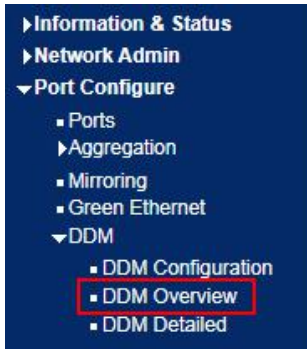 Information & Status
Network Admin
Port Configure
Ports
Aggregation
Mirroring
Green Ethernet
DDM
DDM Configuration
DDM Overview
DDM Detailed